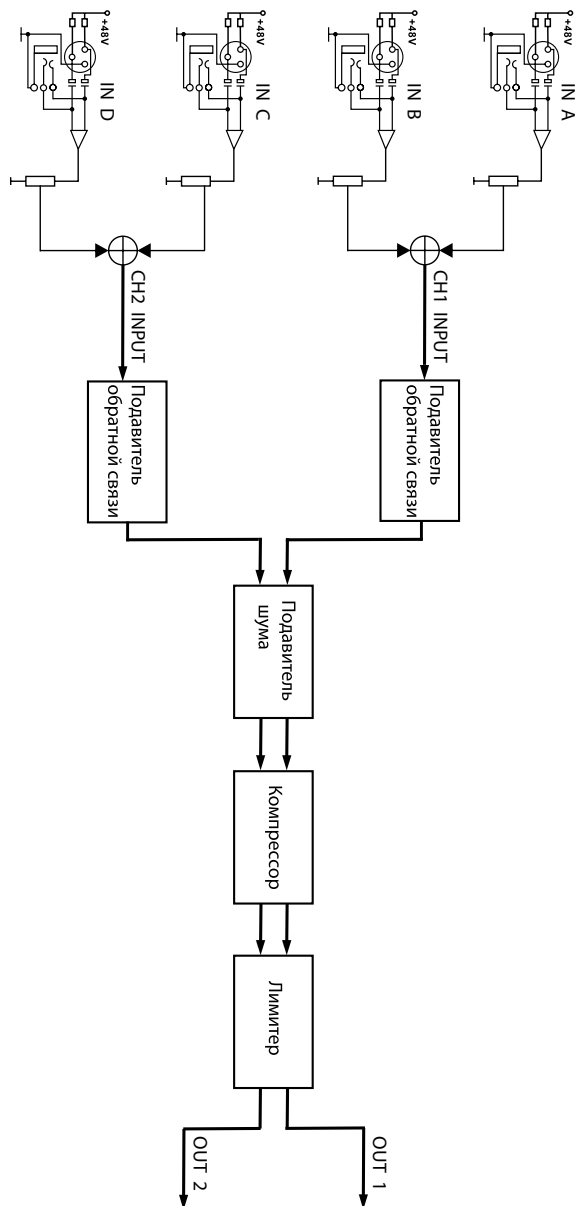 +48V
IN A
+48V
IN B
+48V
IN C
+48V
IN D
CH1 INPUT
CH2 INPUT
Подавитель
обратной связи
Подавитель
обратной связи
Подавитель
шума
Компрессор
Лимитер
OUT 1
OUT 2